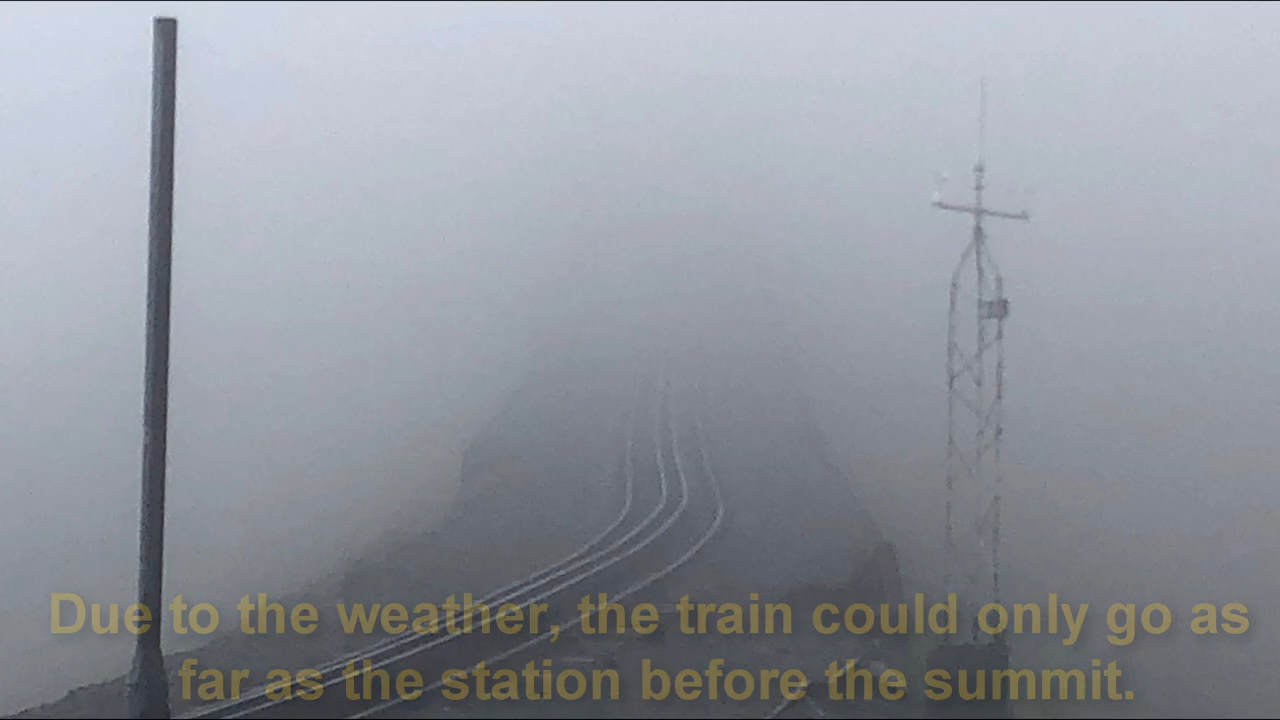 Due to the weather, the train could only go as
far as the station before the summit.